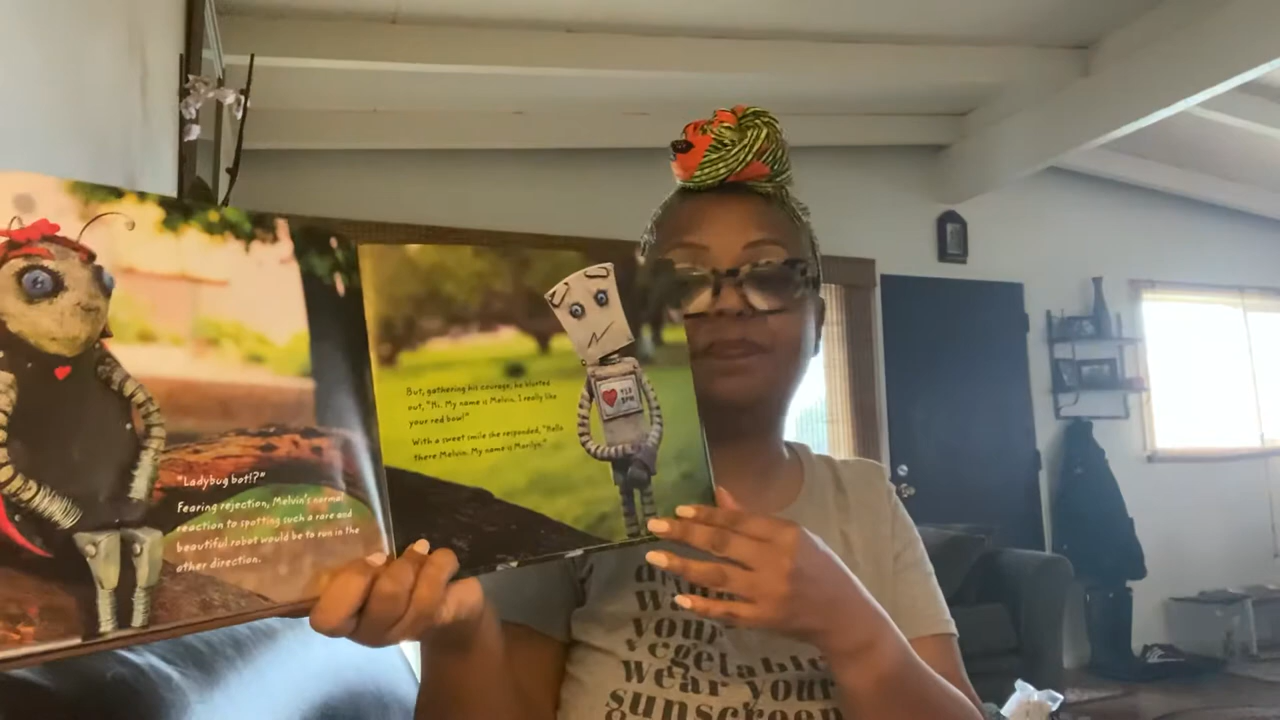 "Ladybug bot!?"
Fearing rejection, Melvin's normal
reaction to spotting such a rare and
beautiful robot would be to run in the
other direction.
But, gathering his courage, he blurted
out, "Hi. My name is Melvin. I really like
your red bow!"
With a sweet smile she responded, "Hello
there Melvin. My name is Marilyn."
BPM
your
vegetable
wear your
sunscreen